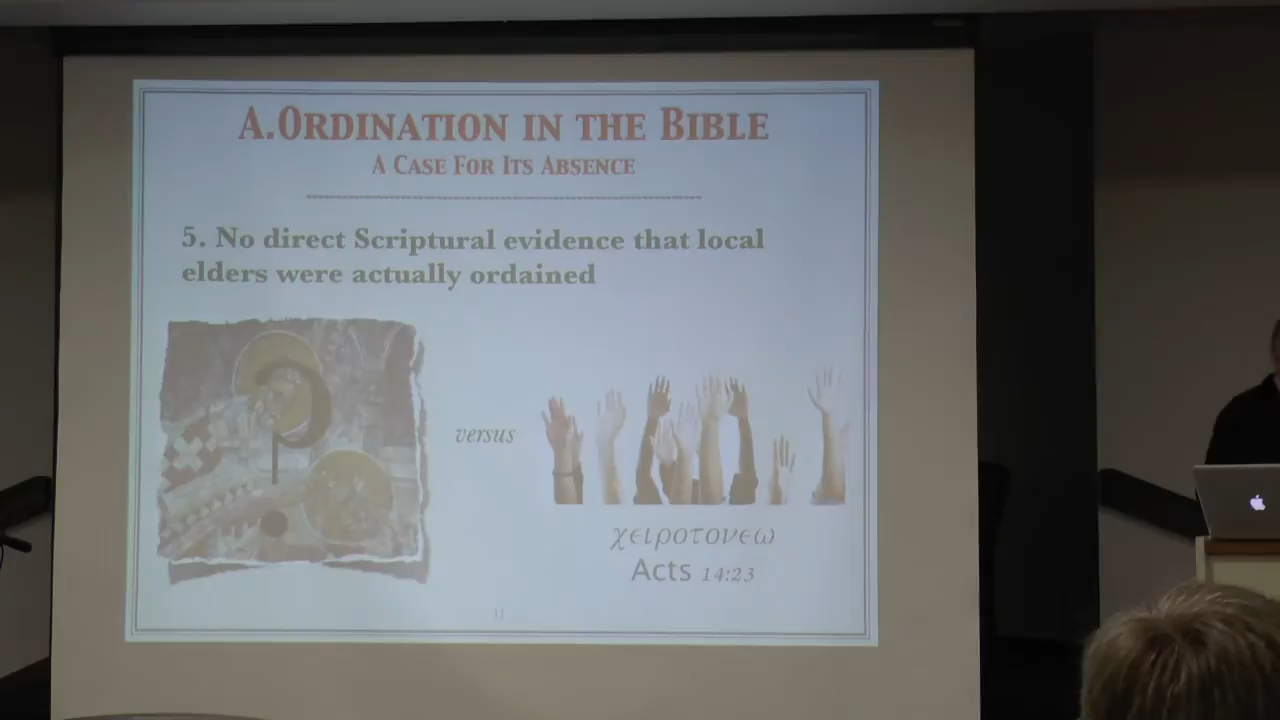 A. ORDINATION IN THE BIBLE
A CASE FOR ITS ABSENCE
5. No direct Scriptural evidence that local
elders were actually ordained
?
versus
χειροτονεω
Acts 14:23
11